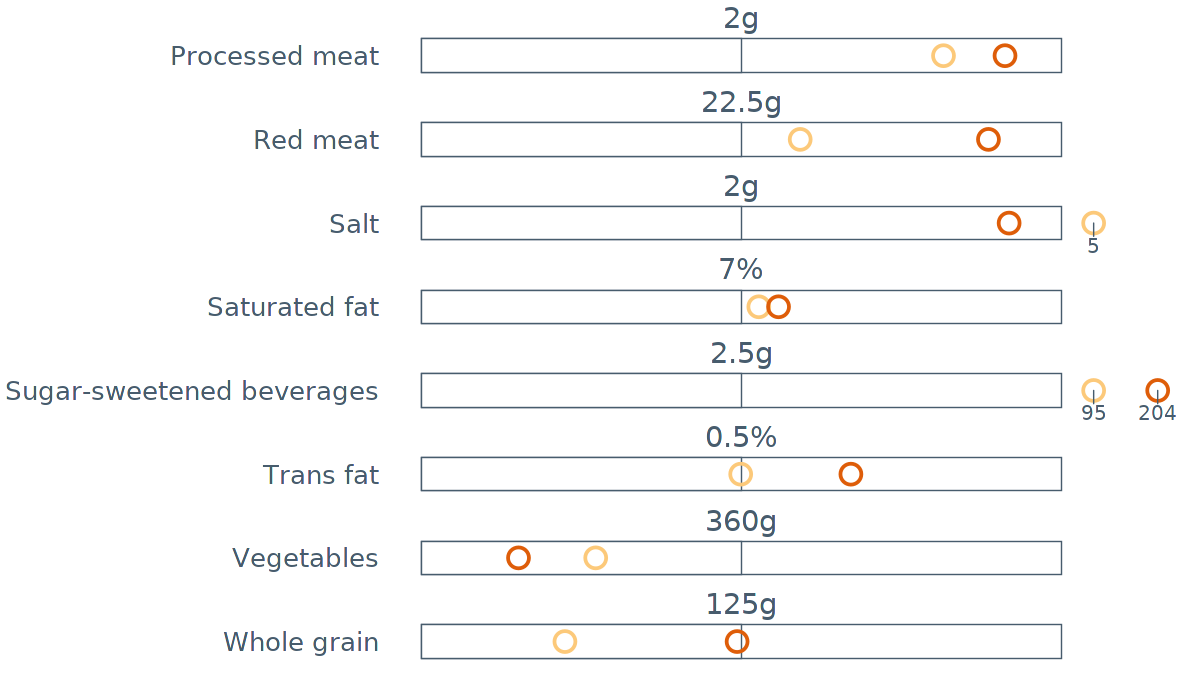 2g
Processed meat
22.5g
Red meat
2g
Salt
5
7%
Saturated fat
2.5g
Sugar-sweetened beverages
95 204
0.5%
Trans fat
360g
Vegetables
125g
Whole grain